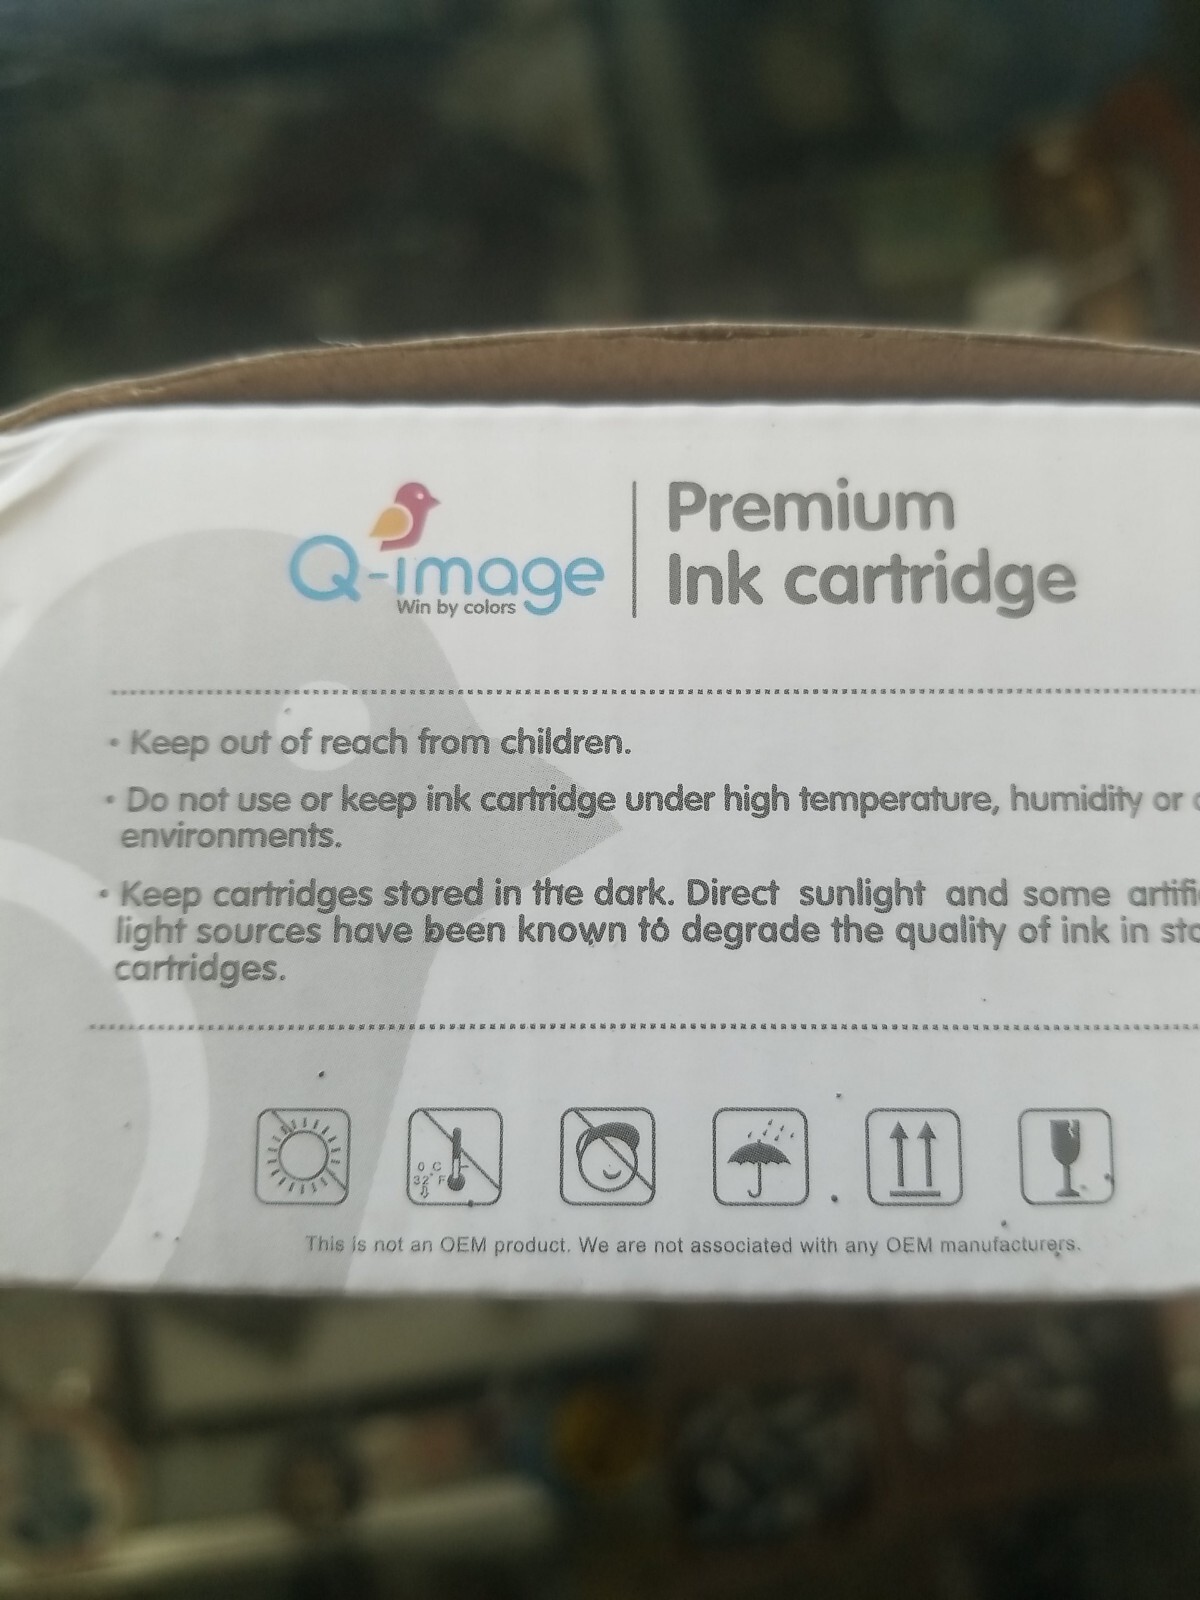 Q-image
Win by colors
Premium
Ink cartridge
• Keep out of reach from children.
• Do not use or keep ink cartridge under high temperature, humidity or
environments.
• Keep cartridges stored in the dark. Direct sunlight and some
light sources have been known to degrade the quality of ink in
cartridges.
0 °C
32° F
This is not an OEM product. We are not associated with any OEM manufacturers.